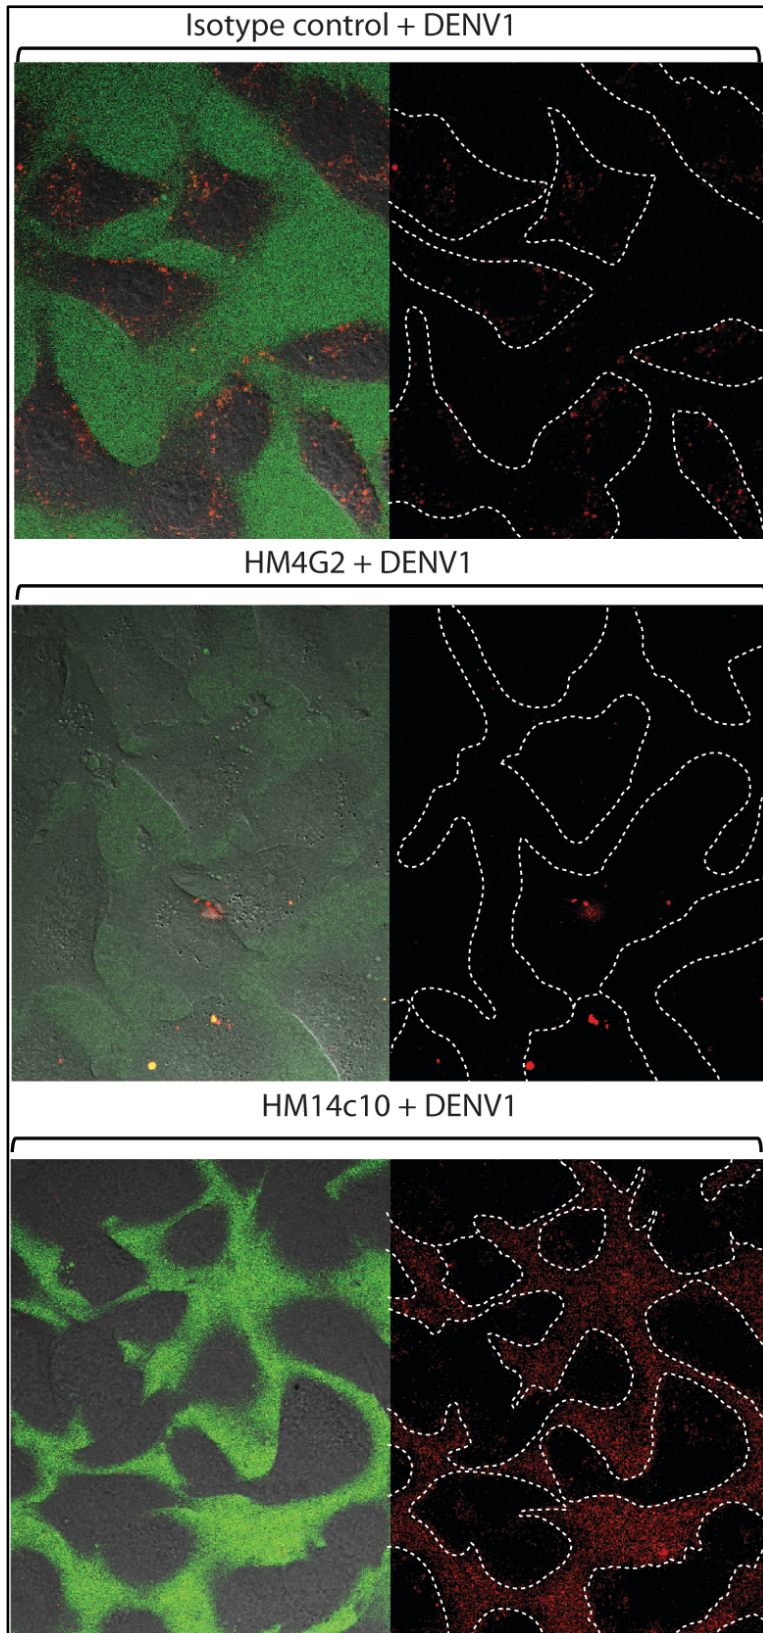 Isotype control + DENV1
HM4G2 + DENV1
HM14c10 + DENV1